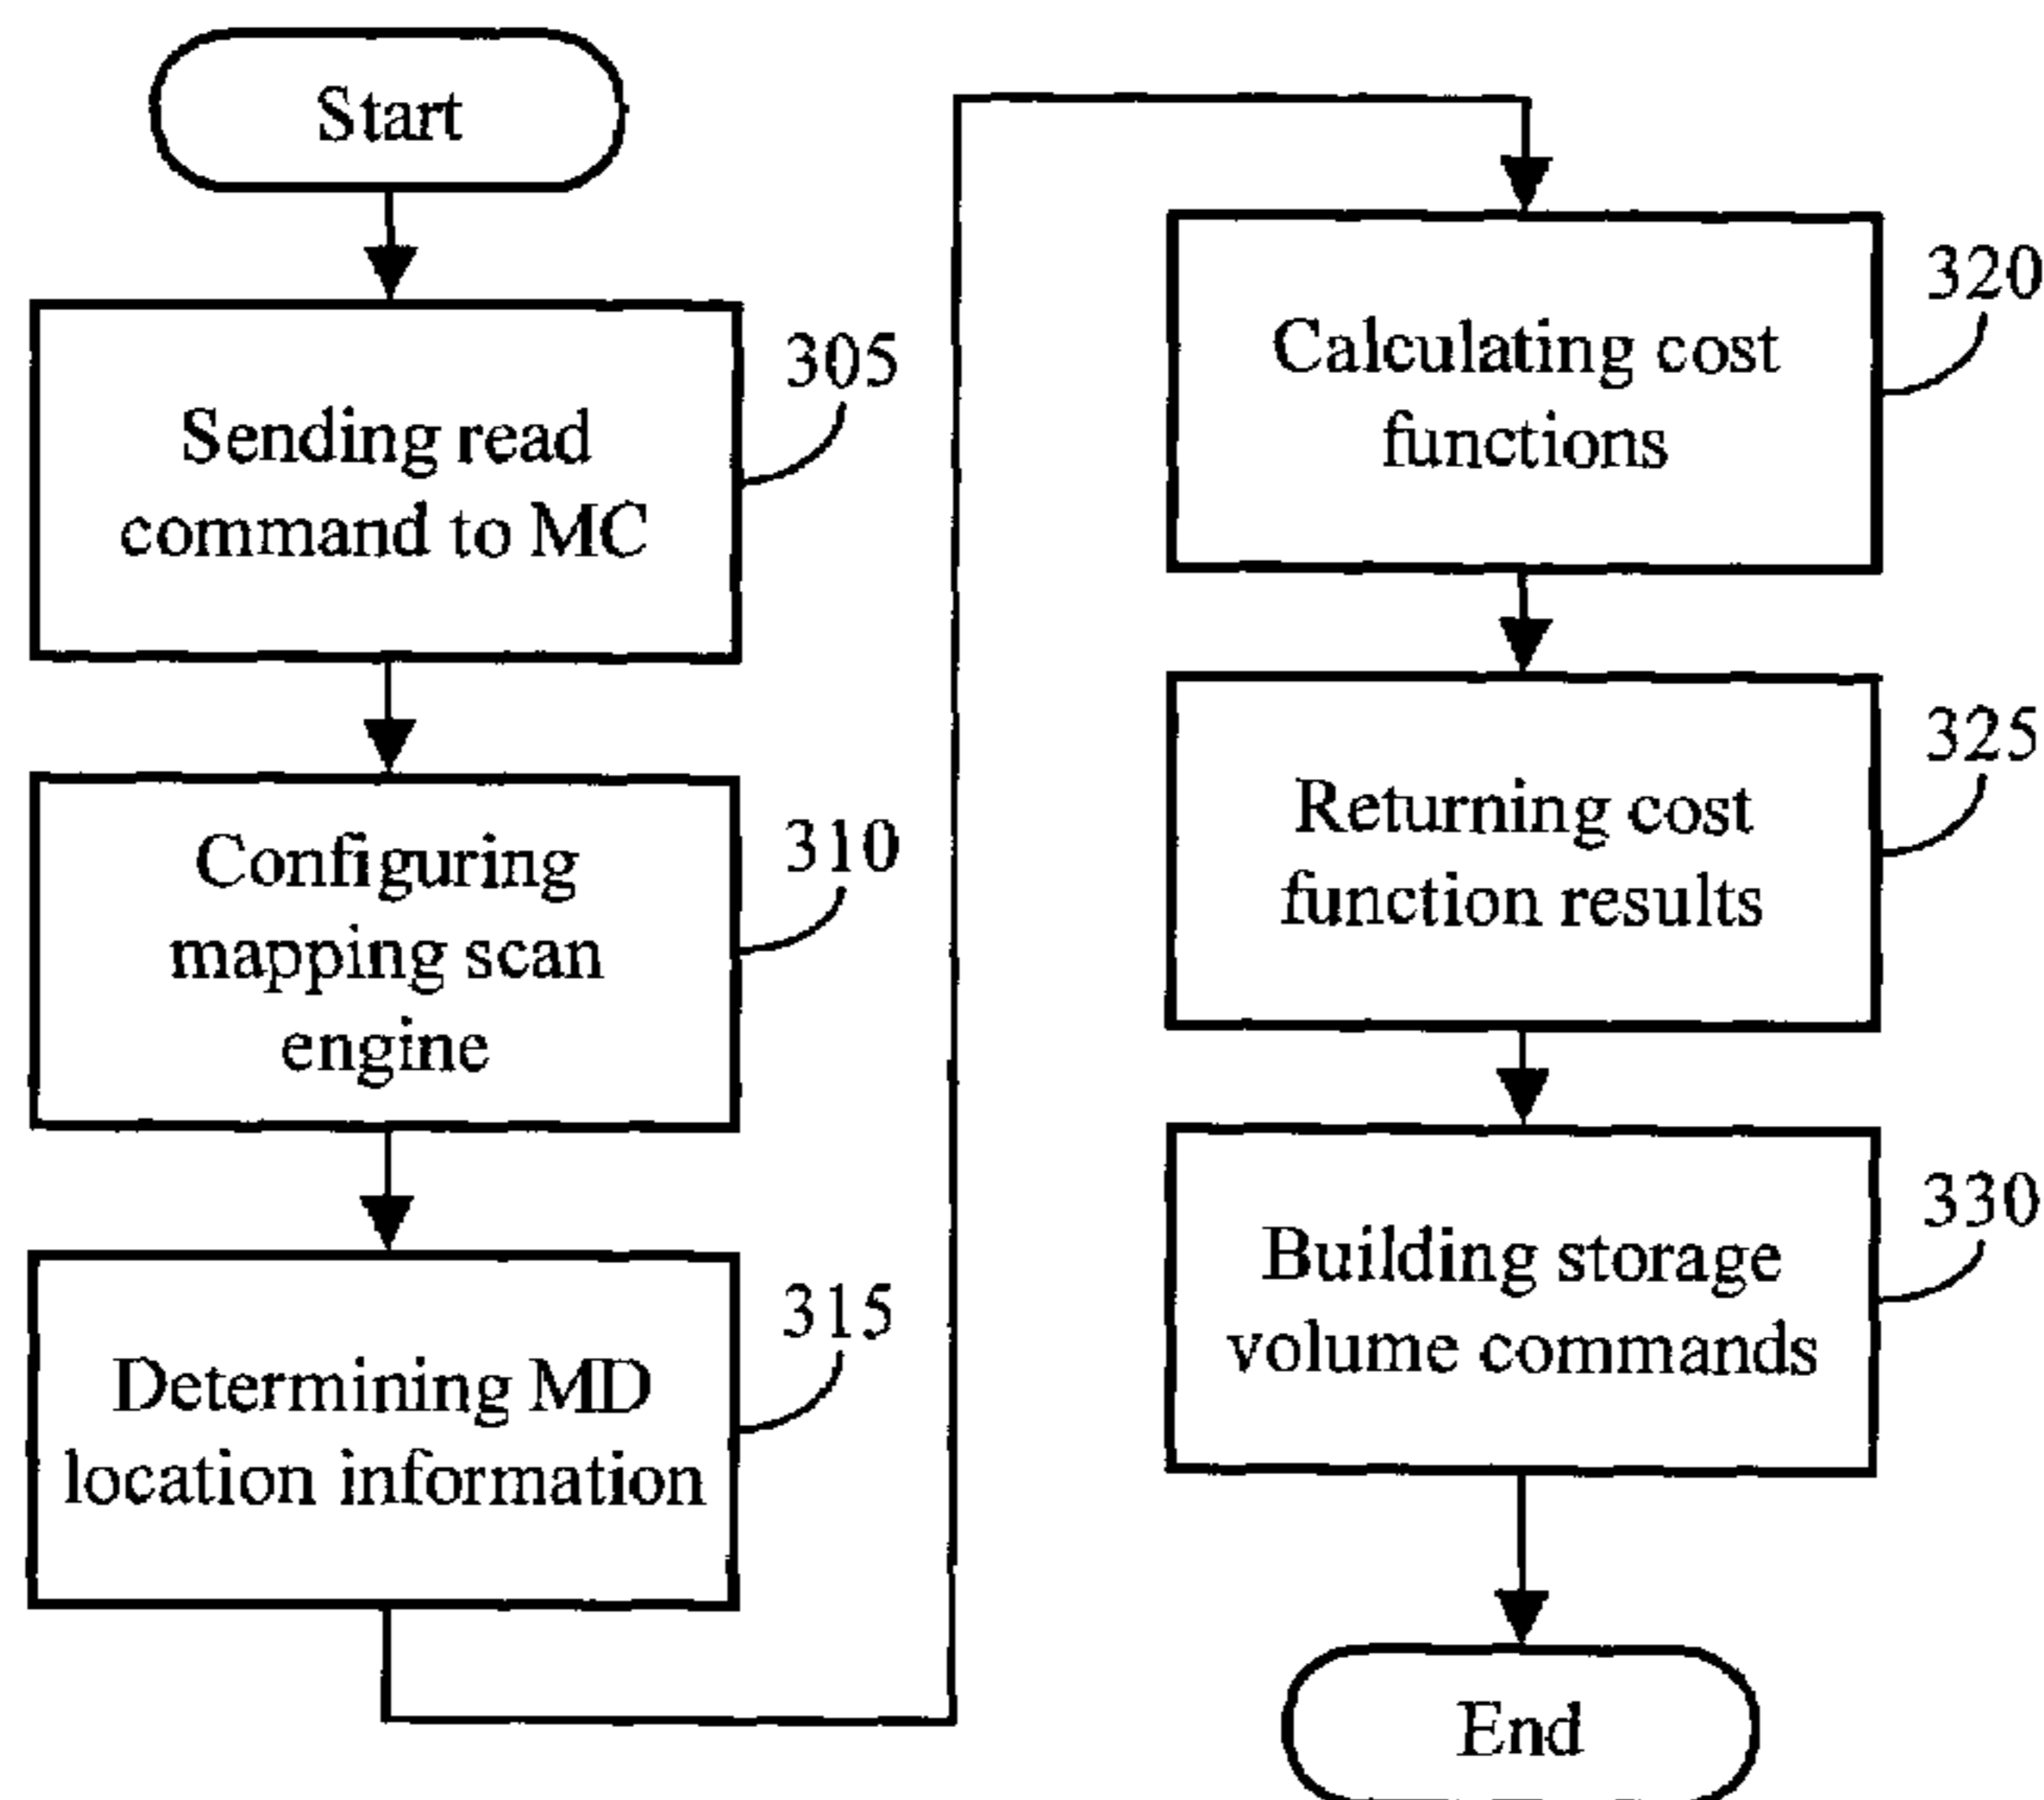 Start
305
Sending read
command to MC
310
Configuring
mapping scan
engine
315
Determining MD
location information
320
Calculating cost
functions
325
Returning cost
function results
330
Building storage
volume commands
End